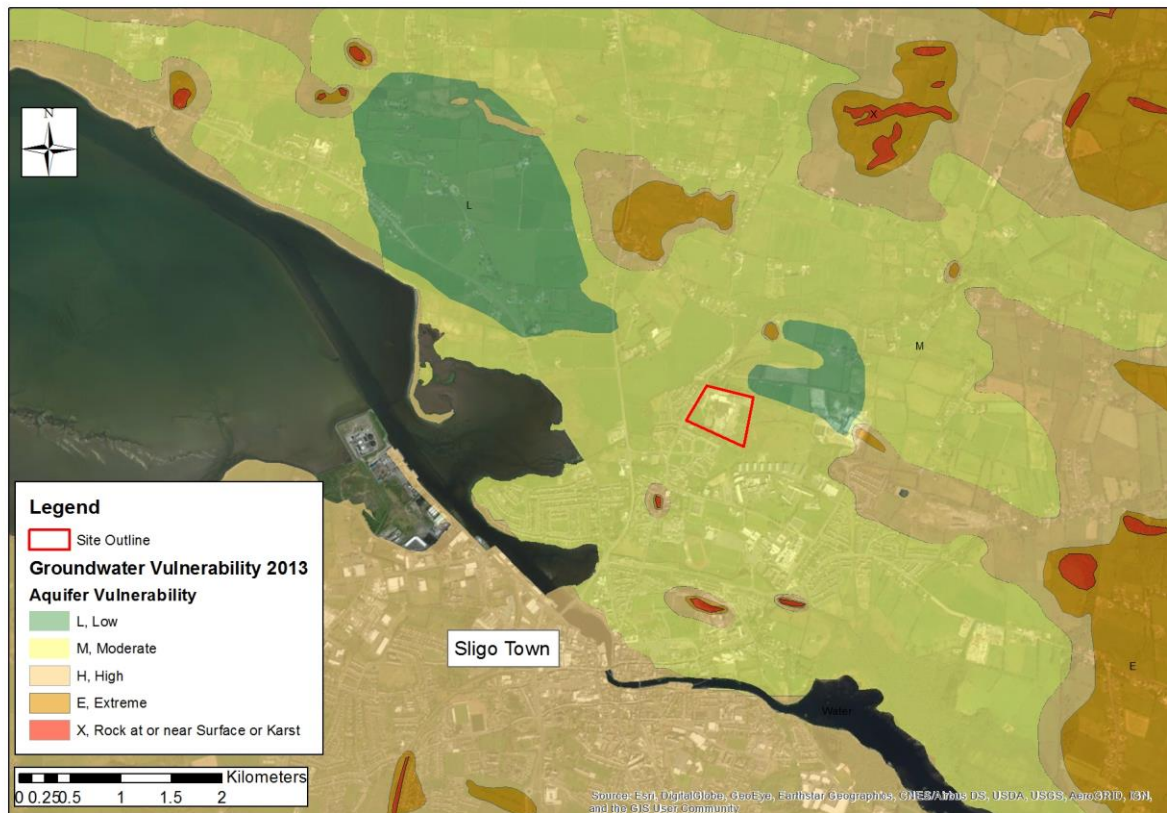 N
X
L
M
Legend
Site Outline
Groundwater Vulnerability 2013
Aquifer Vulnerability
L, Low
M, Moderate
H, High
E, Extreme
X, Rock at or near Surface or Karst
Sligo Town
E
Water
Kilometers
0 0.25 0.5 1 1.5 2
Source: Esri, DigitalGlobe, GeoEye, Earthstar Geographics, CNES/Airbus DS, USDA, USGS, AeroGRID, IGN,
and the GIS User Community